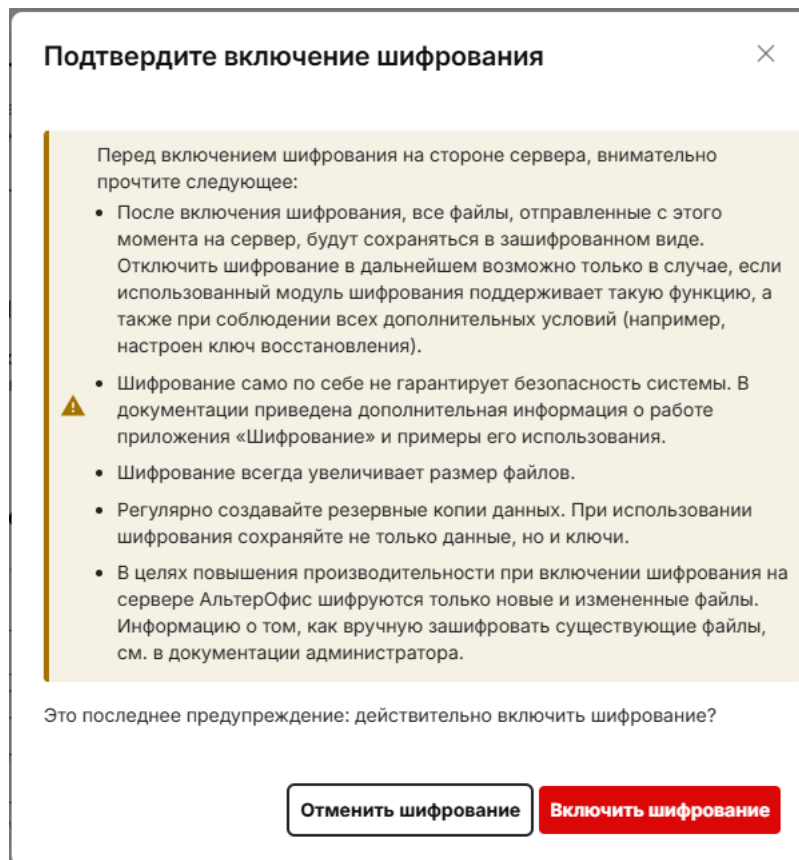 Подтвердите включение шифрования
Перед включением шифрования на стороне сервера, внимательно
прочтите следующее:
• После включения шифрования, все файлы, отправленные с этого
момента на сервер, будут сохраняться в зашифрованном виде.
Отключить шифрование в дальнейшем возможно только в случае, если
использованный модуль шифрования поддерживает такую функцию, а
также при соблюдении всех дополнительных условий (например,
настроен ключ восстановления).
• Шифрование само по себе не гарантирует безопасность системы. В
документации приведена дополнительная информация о работе
приложения «Шифрование» и примеры его использования.
• Шифрование всегда увеличивает размер файлов.
• Регулярно создавайте резервные копии данных. При использовании
шифрования сохраняйте не только данные, но и ключи.
• В целях повышения производительности при включении шифрования на
сервере АльтерОфис шифруются только новые и измененные файлы.
Информацию о том, как вручную зашифровать существующие файлы,
см. в документации администратора.
Это последнее предупреждение: действительно включить шифрование?
Отменить шифрование
Включить шифрование